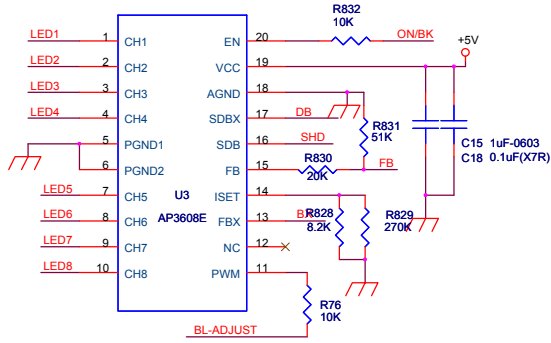 R832
10K
ON/BK
+5V
LED1
1
CH1
EN
20
LED2
2
CH2
VCC
19
LED3
3
CH3
AGND
18
LED4
4
CH4
SDBX
17
DB
R831
51K
5
PGND1
SDB
16
SHD
C15 1uF-0603
C18 0.1uF(X7R)
6
PGND2
FB
15
R830
20K
FB
LED5
7
CH5
U3
ISET
14
LED6
8
CH6
AP3608E
FBX
13
R828
8.2K
R829
270K
LED7
9
CH7
NC
12
LED8
10
CH8
PWM
11
R76
10K
BL-ADJUST